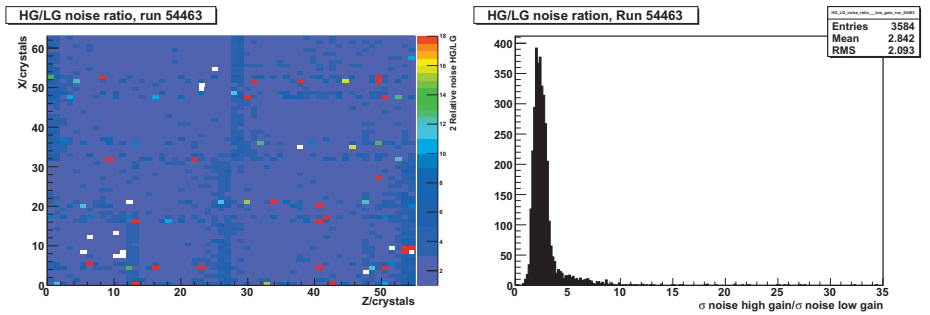 HG/LG noise ratio, run 54463
X/crystals
60
50
40
30
20
10
0
0 10 20 30 40 50
Z/crystals
18
16
14
12
10
8
6
4
2
2 Relative noise HG/LG
HG/LG noise ration, Run 54463
HG_LG_noise_ratio__low_gain_run_54463
Entries 3584
Mean 2.842
RMS 2.093
400
350
300
250
200
150
100
50
0
0 5 10 15 20 25 30 35
σ noise high gain/σ noise low gain